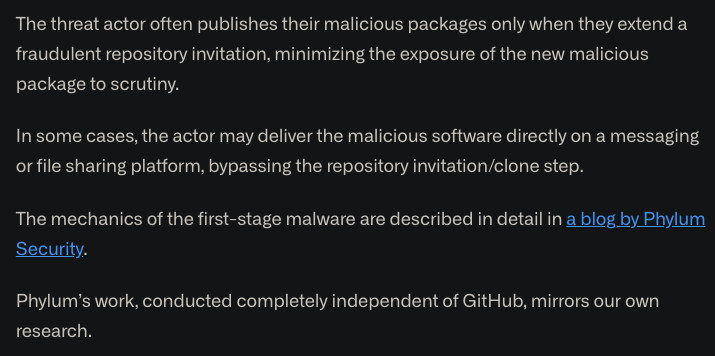 The threat actor often publishes their malicious packages only when they extend a
fraudulent repository invitation, minimizing the exposure of the new malicious
package to scrutiny.
In some cases, the actor may deliver the malicious software directly on a messaging
or file sharing platform, bypassing the repository invitation/clone step.
The mechanics of the first-stage malware are described in detail in a blog by Phylum
Security.
Phylum’s work, conducted completely independent of GitHub, mirrors our own
research.